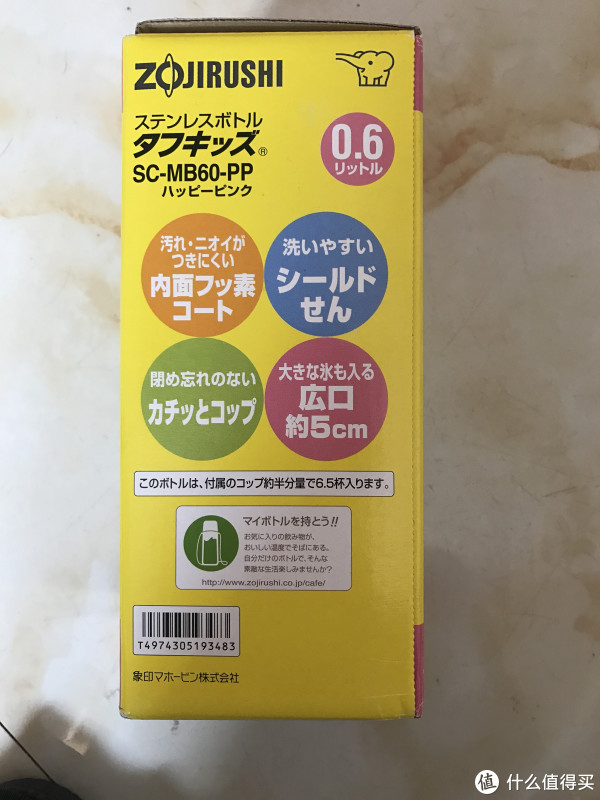 ZOJIRUSHI
ステンレスボトル
タフキッズ®
SC-MB60-PP
ハッピーピンク
0.6
リットル
汚れ・ニオイが
つきにくい
内面フッ素
コート
洗いやすい
シールド
せん
閉め忘れのない
カチッとコップ
大きな氷も入る
広口
約5cm
このボトルは、付属のコップ約半分量で6.5杯入ります。
マイボトルを持とう!!
お気に入りの飲み物が、
おいしい温度でそばにある。
自分だけのボトルで、そんな
素敵な生活楽しみませんか?
http://www.zojirushi.co.jp/cafe/
T4974305193483
象印マホービン株式会社
值 什么值得买